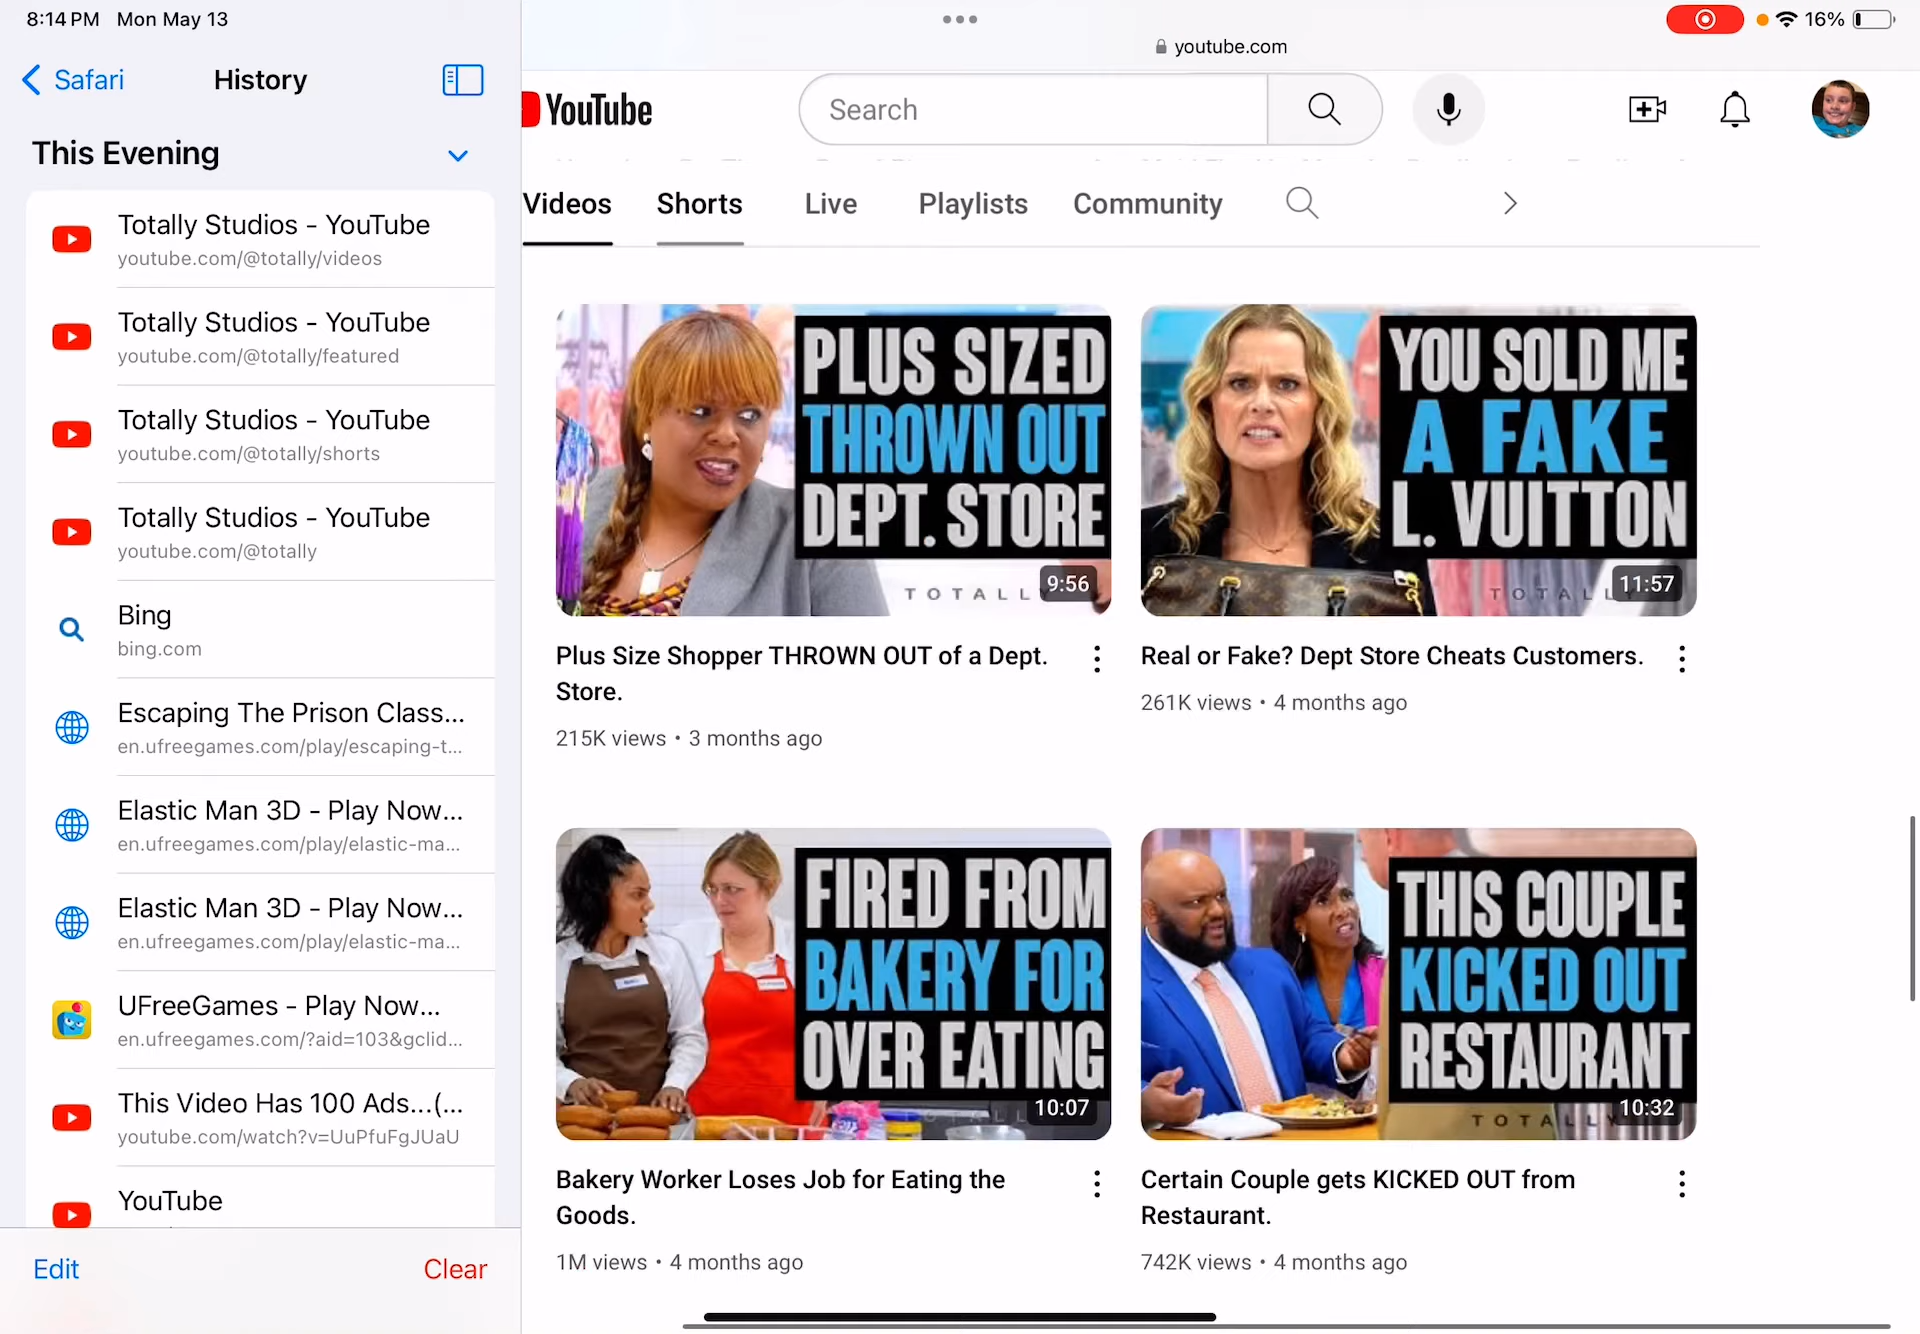 8:14 PM Mon May 13
16%
youtube.com
Safari
History
This Evening
Totally Studios - YouTube
youtube.com/@totally/videos
Totally Studios - YouTube
youtube.com/@totally/featured
Totally Studios - YouTube
youtube.com/@totally/shorts
Totally Studios - YouTube
youtube.com/@totally
Bing
bing.com
Escaping The Prison Class...
en.ufreegames.com/play/escaping-t...
Elastic Man 3D - Play Now...
en.ufreegames.com/play/elastic-ma...
Elastic Man 3D - Play Now...
en.ufreegames.com/play/elastic-ma...
UFreeGames - Play Now...
en.ufreegames.com/?aid=103&gclid...
This Video Has 100 Ads...(...
youtube.com/watch?v=UuPfuFgJUaU
YouTube
Edit
Clear
YouTube
Search
Videos
Shorts
Live
Playlists
Community
PLUS SIZED
THROWN OUT
DEPT. STORE
TOTALLY
9:56
Plus Size Shopper THROWN OUT of a Dept.
Store.
215K views • 3 months ago
YOU SOLD ME
A FAKE
L. VUITTON
TOTALLY
11:57
Real or Fake? Dept Store Cheats Customers.
261K views • 4 months ago
FIRED FROM
BAKERY FOR
OVER EATING
10:07
Bakery Worker Loses Job for Eating the
Goods.
1M views • 4 months ago
THIS COUPLE
KICKED OUT
RESTAURANT
TOTALLY
10:32
Certain Couple gets KICKED OUT from
Restaurant.
742K views • 4 months ago